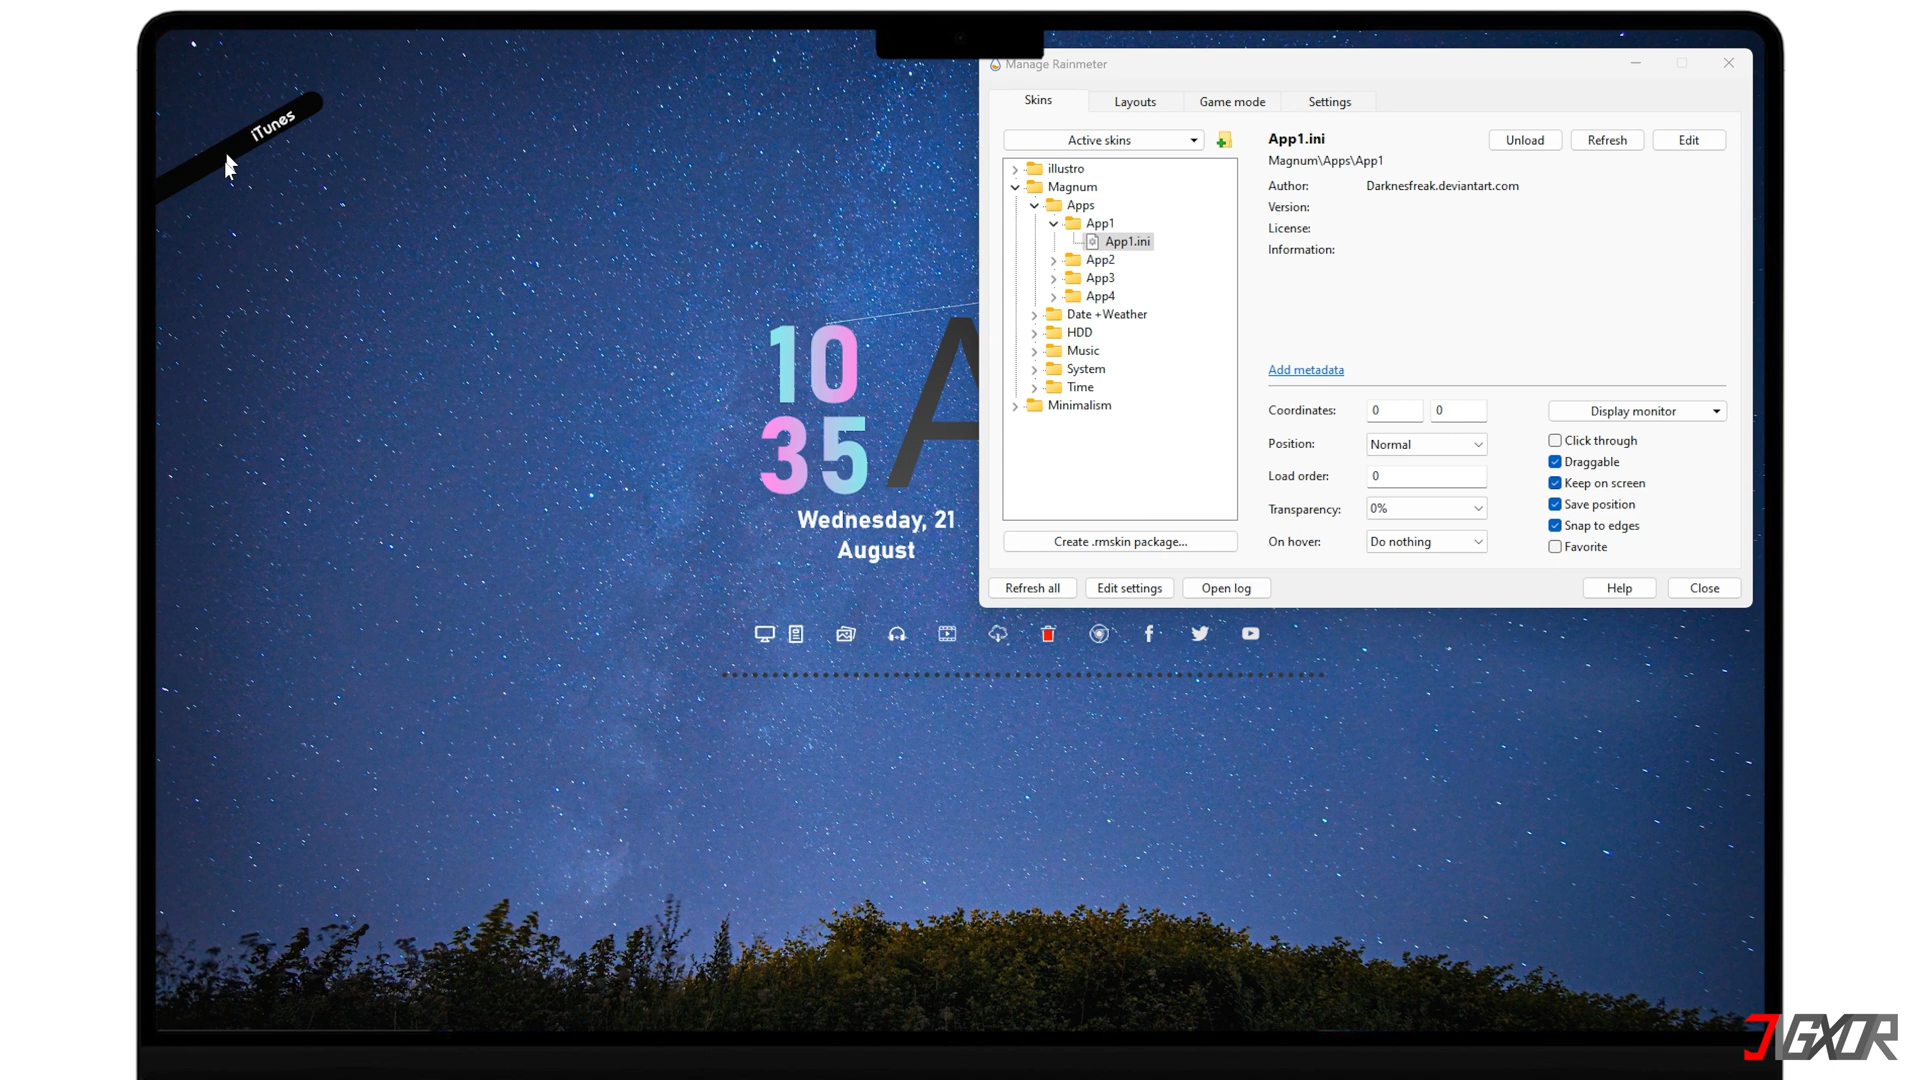 iTunes
Manage Rainmeter
Skins
Layouts
Game mode
Settings
Active skins
illustro
Magnum
Apps
App1
App1.ini
App2
App3
App4
Date +Weather
HDD
Music
System
Time
Minimalism
Create .rmskin package...
App1.ini
Unload
Refresh
Edit
Magnum\Apps\App1
Author: Darknesfreak.deviantart.com
Version:
License:
Information:
Add metadata
Coordinates: 0 0
Display monitor
Position: Normal
Load order: 0
Transparency: 0%
On hover: Do nothing
Click through
Draggable
Keep on screen
Save position
Snap to edges
Favorite
Refresh all
Edit settings
Open log
Help
Close
10
35
A
Wednesday, 21
August
JGXOR